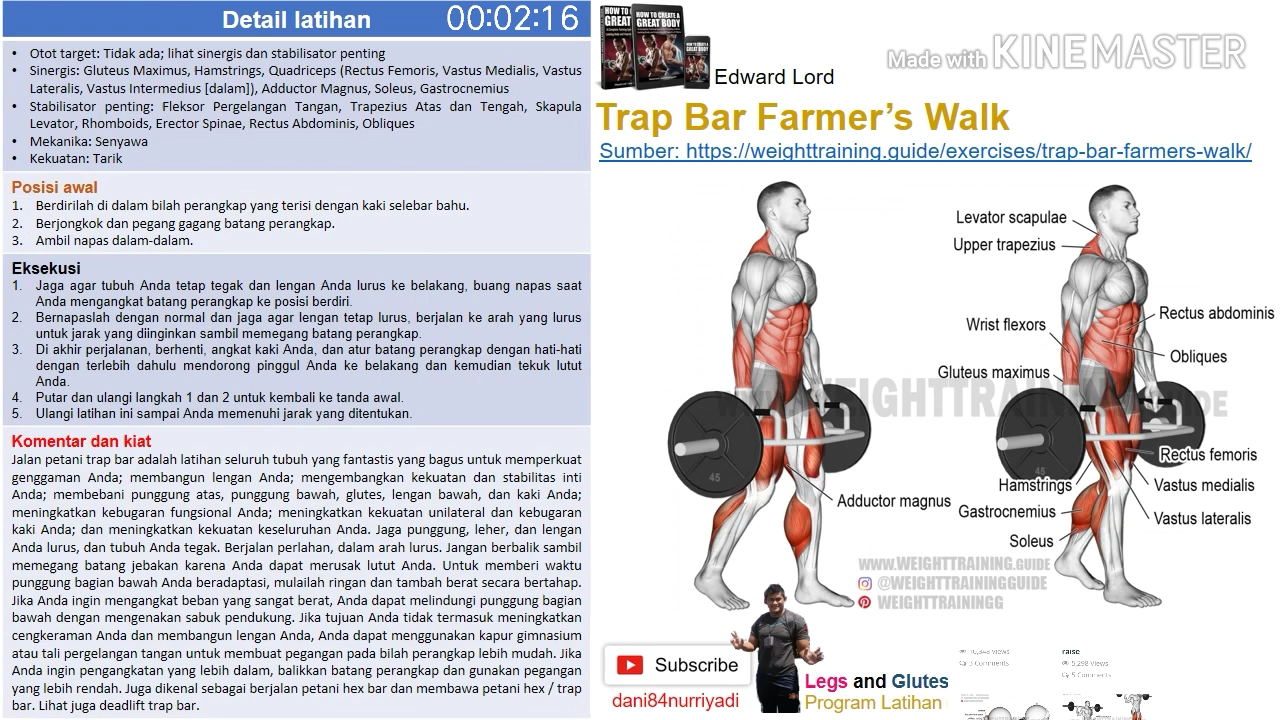 Detail latihan 00:02:16
• Otot target: Tidak ada; lihat sinergis dan stabilisator penting
• Sinergis: Gluteus Maximus, Hamstrings, Quadriceps (Rectus Femoris, Vastus Medialis, Vastus
Lateralis, Vastus Intermedius [dalam]), Adductor Magnus, Soleus, Gastrocnemius
• Stabilisator penting: Fleksor Pergelangan Tangan, Trapezius Atas dan Tengah, Skapula
Levator, Rhomboids, Erector Spinae, Rectus Abdominis, Obliques
• Mekanika: Senyawa
• Kekuatan: Tarik
Posisi awal
1. Berdirilah di dalam bilah perangkap yang terisi dengan kaki selebar bahu.
2. Berjongkok dan pegang gagang batang perangkap.
3. Ambil napas dalam-dalam.
Eksekusi
1. Jaga agar tubuh Anda tetap tegak dan lengan Anda lurus ke belakang, buang napas saat
Anda mengangkat batang perangkap ke posisi berdiri.
2. Bernapaslah dengan normal dan jaga agar lengan tetap lurus, berjalan ke arah yang lurus
untuk jarak yang diinginkan sambil memegang batang perangkap.
3. Di akhir perjalanan, berhenti, angkat kaki Anda, dan atur batang perangkap dengan hati-hati
dengan terlebih dahulu mendorong pinggul Anda ke belakang dan kemudian tekuk lutut
Anda.
4. Putar dan ulangi langkah 1 dan 2 untuk kembali ke tanda awal.
5. Ulangi latihan ini sampai Anda memenuhi jarak yang ditentukan.
Komentar dan kiat
Jalan petani trap bar adalah latihan seluruh tubuh yang fantastis yang bagus untuk memperkuat
genggaman Anda; membangun lengan Anda; mengembangkan kekuatan dan stabilitas inti
Anda; membebani punggung atas, punggung bawah, glutes, lengan bawah, dan kaki Anda;
meningkatkan kebugaran fungsional Anda; meningkatkan kekuatan unilateral dan kebugaran
kaki Anda; dan meningkatkan kekuatan keseluruhan Anda. Jaga punggung, leher, dan lengan
Anda lurus, dan tubuh Anda tegak. Berjalan perlahan, dalam arah lurus. Jangan berbalik sambil
memegang batang jebakan karena Anda dapat merusak lutut Anda. Untuk memberi waktu
punggung bagian bawah Anda beradaptasi, mulailah ringan dan tambah berat secara bertahap.
Jika Anda ingin mengangkat beban yang sangat berat, Anda dapat melindungi punggung bagian
bawah dengan mengenakan sabuk pendukung. Jika tujuan Anda tidak termasuk meningkatkan
cengkeraman Anda dan membangun lengan Anda, Anda dapat menggunakan kapur gimnasium
atau tali pergelangan tangan untuk membuat pegangan pada bilah perangkap lebih mudah. Jika
Anda ingin pengangkatan yang lebih dalam, balikkan batang perangkap dan gunakan pegangan
yang lebih rendah. Juga dikenal sebagai berjalan petani hex bar dan membawa petani hex / trap
bar. Lihat juga deadlift trap bar.
HOW TO CREATE A
GREAT BODY
Edward Lord
Made with KINEMASTER
Trap Bar Farmer's Walk
Sumber: https://weighttraining.guide/exercises/trap-bar-farmers-walk/
Levator scapulae
Upper trapezius
Wrist flexors
Rectus abdominis
Obliques
Gluteus maximus
WEIGHTTRAINING.GUIDE
45
45
Rectus femoris
Hamstrings
Vastus medialis
Adductor magnus
Gastrocnemius
Vastus lateralis
Soleus
WWW.WEIGHTTRAINING.GUIDE
@WEIGHTTRAININGGUIDE
WEIGHTTRAININGG
Subscribe
dani84nurriyadi
Legs and Glutes
Program Latihan
Views
3 Comments
raise
5,298 Views
5 Comments